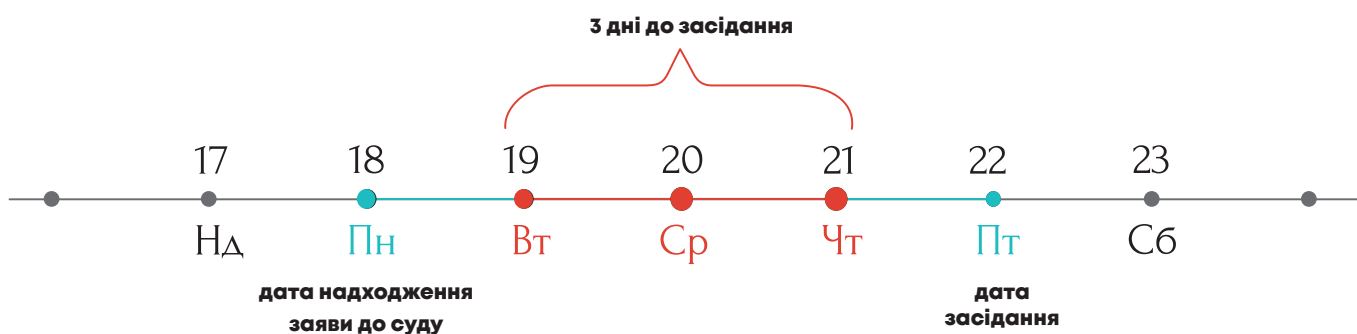 3 дні до засідання
17 18 19 20 21 22 23
Нд Пн Вт Ср Чт Пт Сб
дата надходження
заяви до суду
дата
засідання